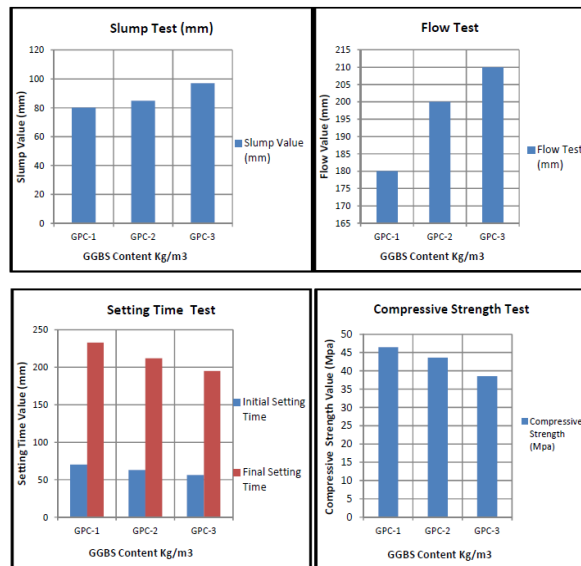 Slump Test (mm)
120
100
80
60
40
20
0
Slump Value (mm)
GPC-1 GPC-2 GPC-3
GGBS Content Kg/m3
Slump Value
(mm)
Flow Test
215
210
205
200
195
190
185
180
175
170
165
Flow Value (mm)
GPC-1 GPC-2 GPC-3
GGBS Content Kg/m3
Flow Test
(mm)
Setting Time Test
250
200
150
100
50
0
Setting Time Value (mm)
GPC-1 GPC-2 GPC-3
GGBS Content Kg/m3
Initial Setting
Time
Final Setting
Time
Compressive Strength Test
50
45
40
35
30
25
20
15
10
5
0
Compressive Strength Value (Mpa)
GPC-1 GPC-2 GPC-3
GGBS Content Kg/m3
Compressive
Strength
(Mpa)